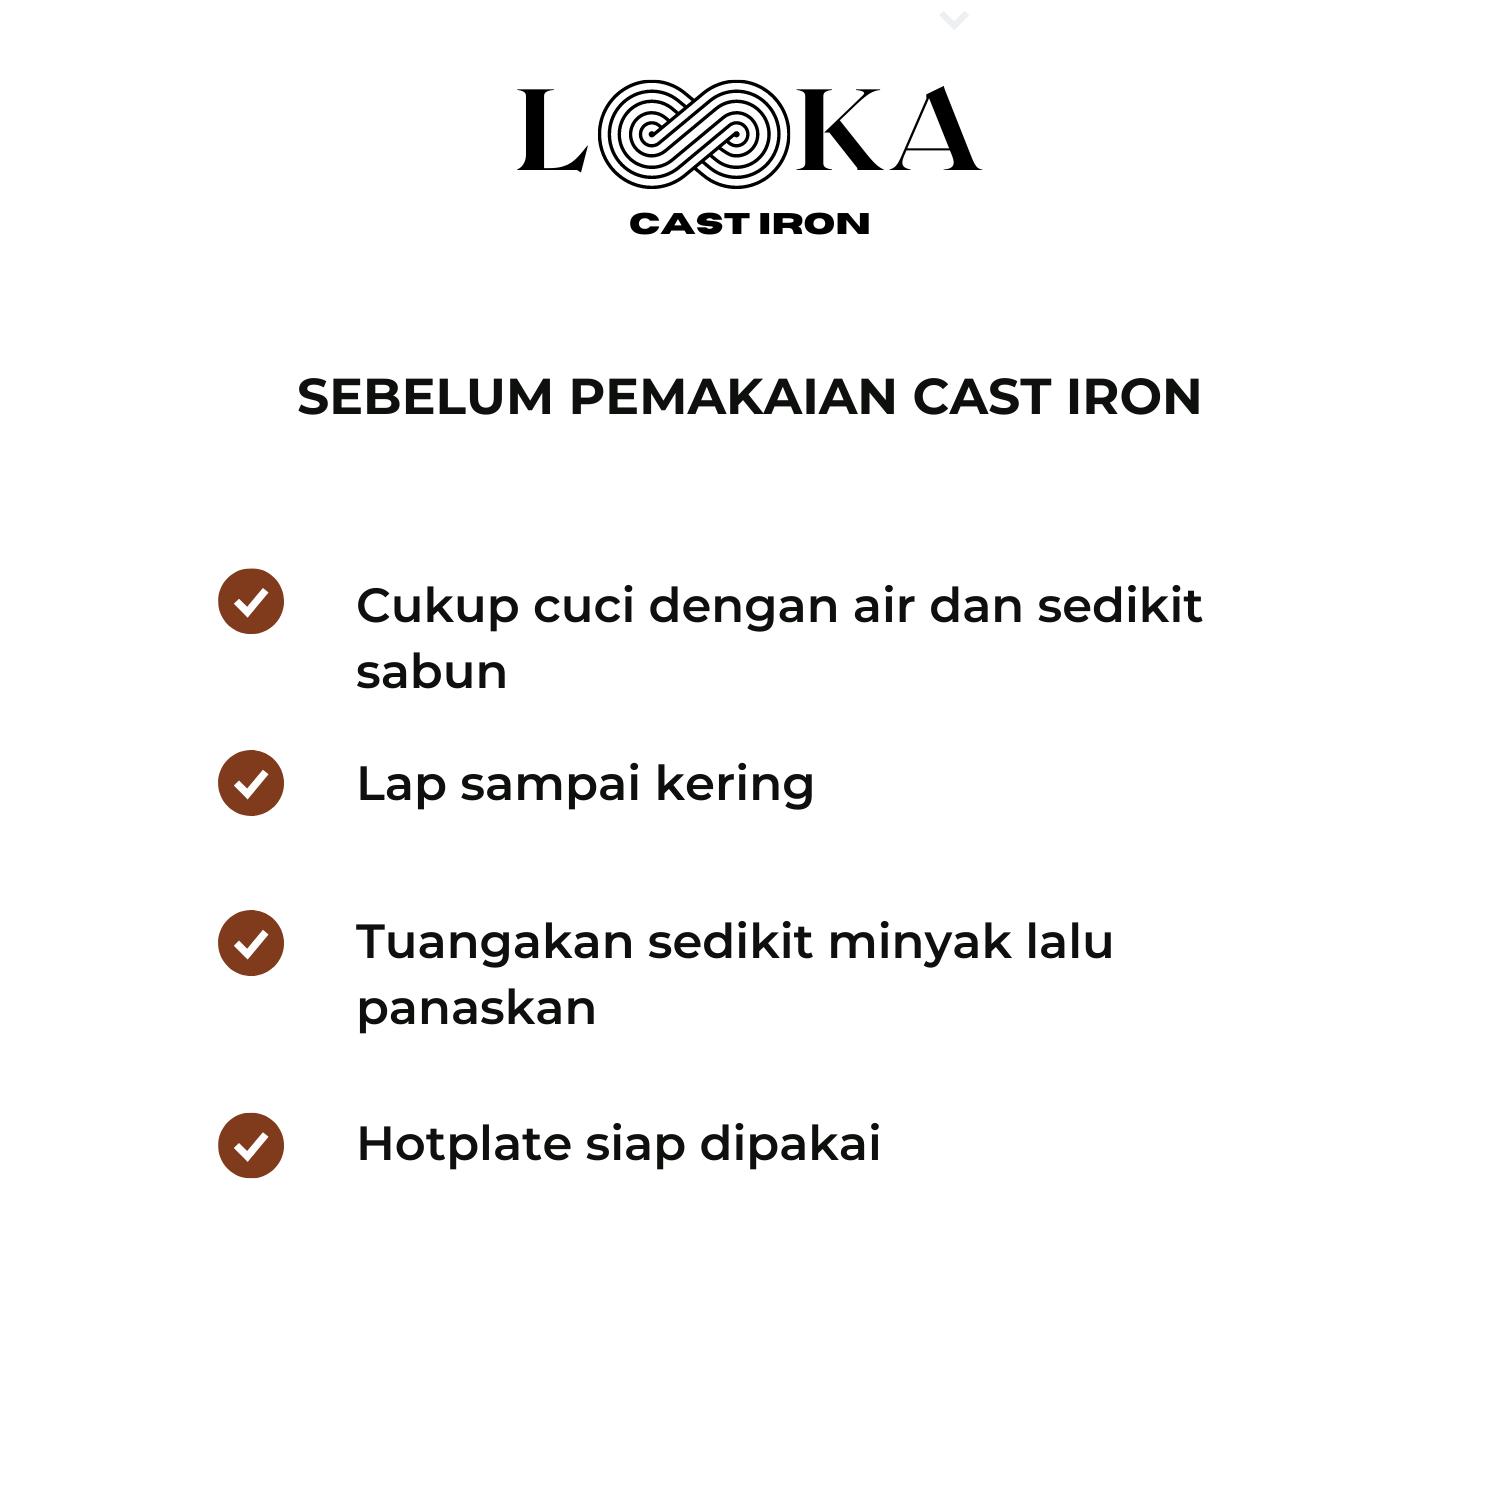 LOOKA
CAST IRON
SEBELUM PEMAKAIAN CAST IRON
Cukup cuci dengan air dan sedikit
sabun
Lap sampai kering
Tuangakan sedikit minyak lalu
panaskan
Hotplate siap dipakai